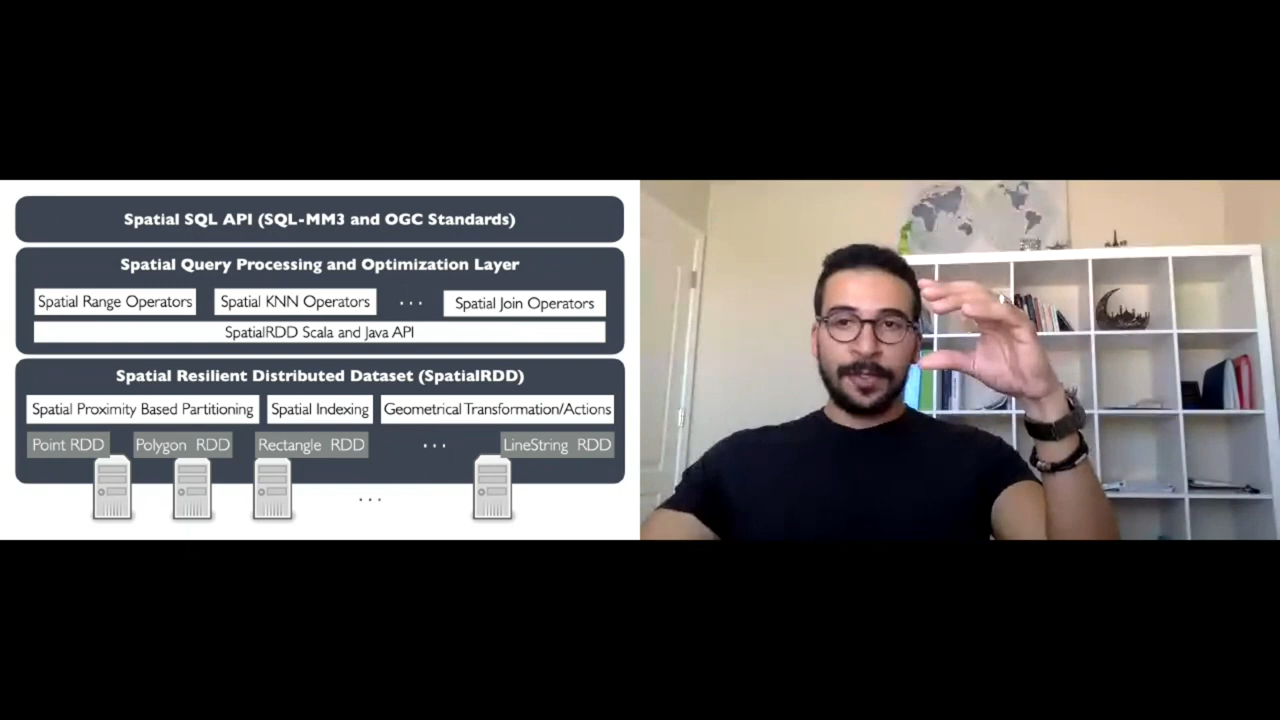 Spatial SQL API (SQL-MM3 and OGC Standards)
Spatial Query Processing and Optimization Layer
Spatial Range Operators
Spatial KNN Operators
...
Spatial Join Operators
SpatialRDD Scala and Java API
Spatial Resilient Distributed Dataset (SpatialRDD)
Spatial Proximity Based Partitioning
Spatial Indexing
Geometrical Transformation/Actions
Point RDD
Polygon RDD
Rectangle RDD
...
LineString RDD
...